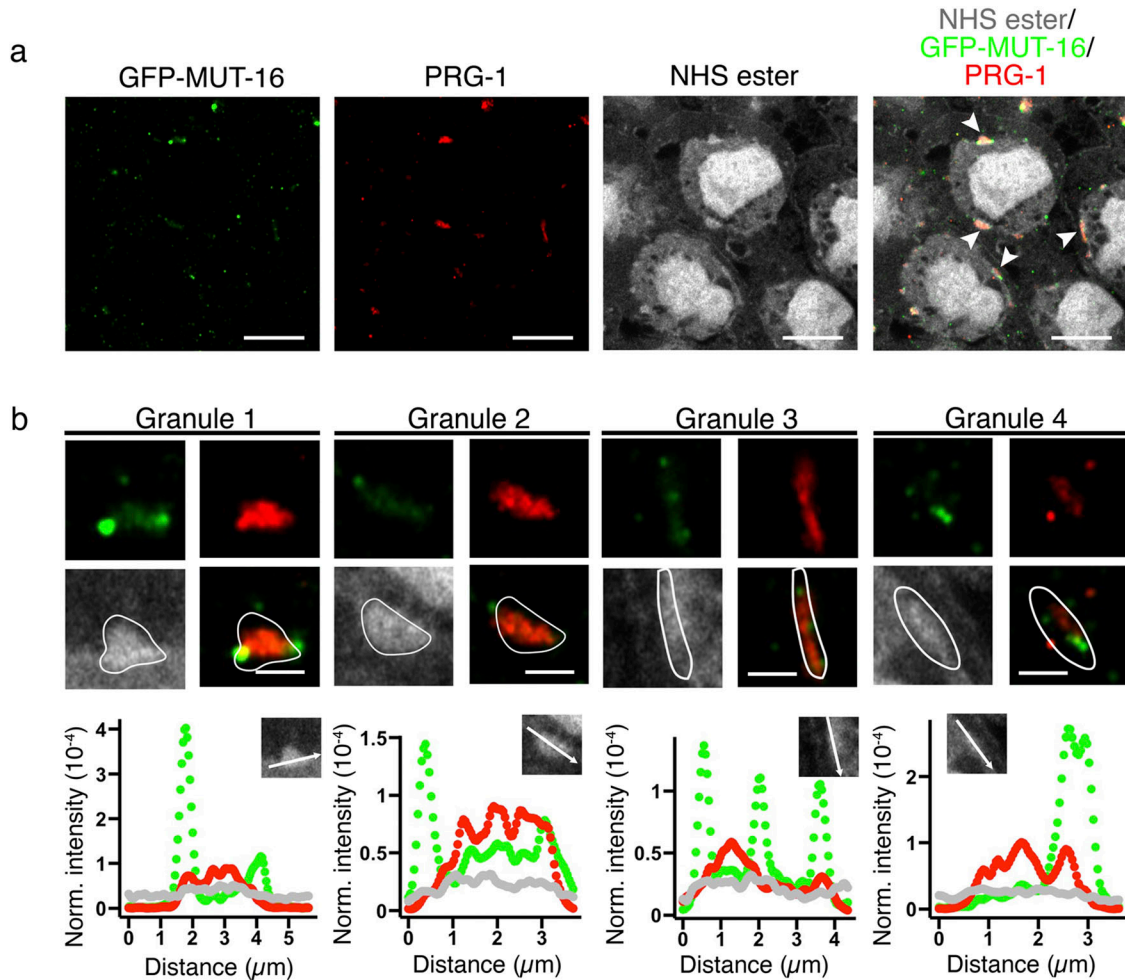 a
GFP-MUT-16
PRG-1
NHS ester
NHS ester/
GFP-MUT-16/
PRG-1
b
Granule 1
Granule 2
Granule 3
Granule 4
Norm. intensity (10-4)
4
3
2
1
0
0 1 2 3 4 5
Distance (µm)
Norm. intensity (10-4)
1.5
1
0.5
0
0 1 2 3
Distance (µm)
Norm. intensity (10-4)
1
0.5
0
0 1 2 3 4
Distance (µm)
Norm. intensity (10-4)
2
1
0
0 1 2 3
Distance (µm)